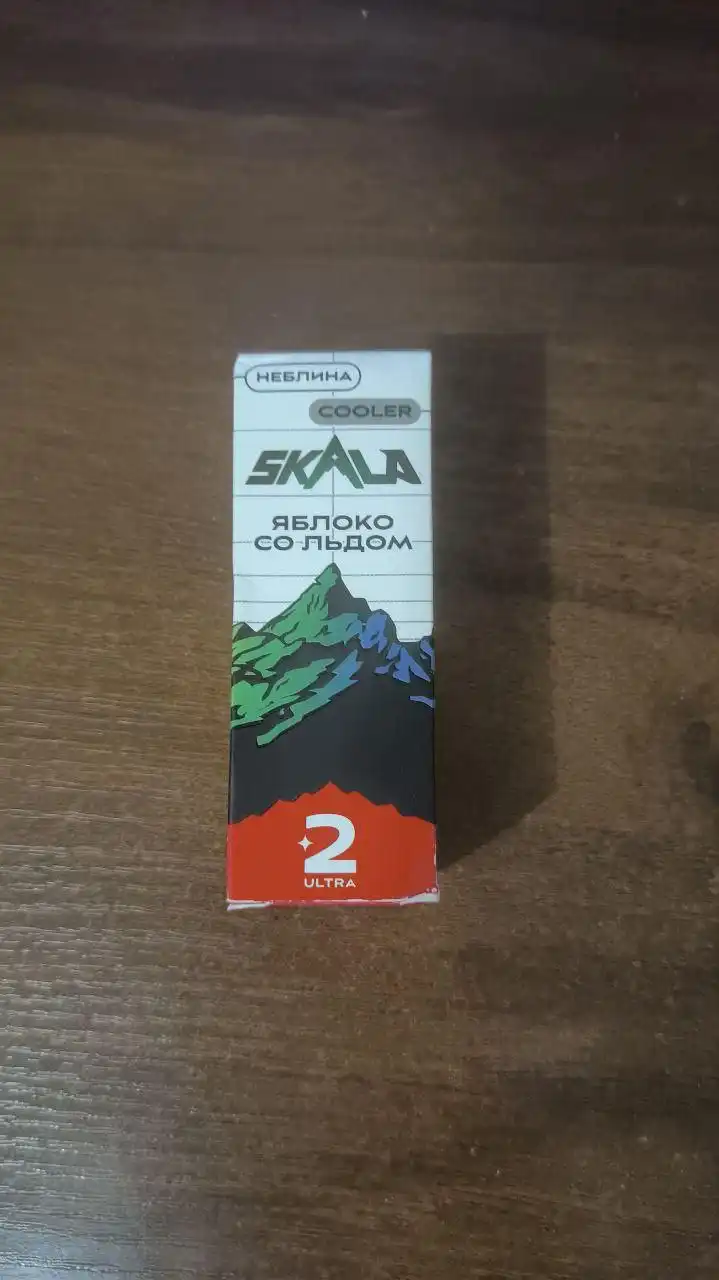 НЕБЛИНА
COOLER
SKALA
ЯБЛОКО
СО ЛЬДОМ
2
ULTRA